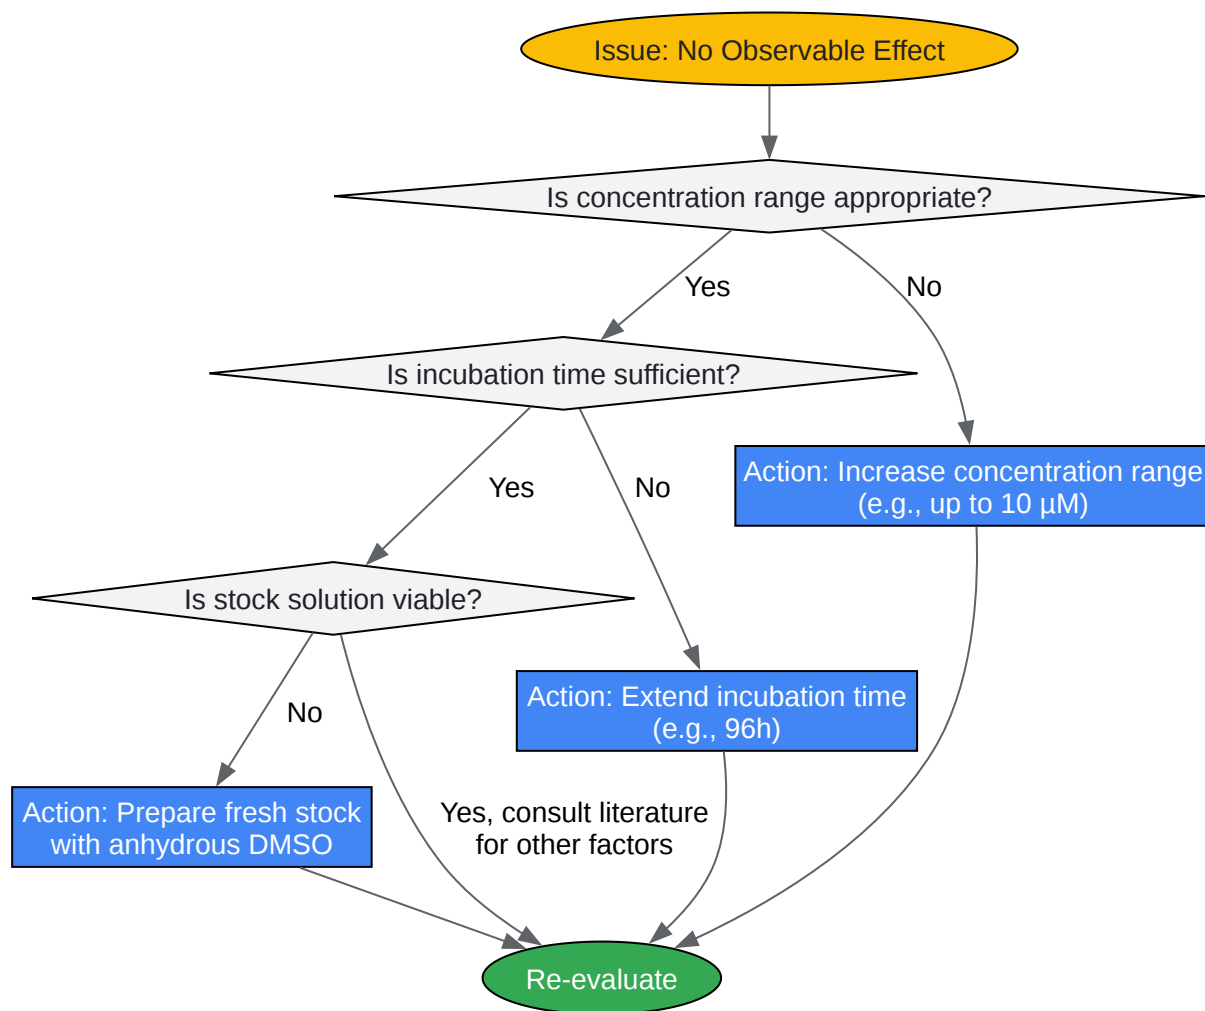 Issue: No Observable Effect
Is concentration range appropriate?
Yes
No
Is incubation time sufficient?
Action: Increase concentration range
(e.g., up to 10 µM)
Yes
No
Is stock solution viable?
Action: Extend incubation time
(e.g., 96h)
No
Action: Prepare fresh stock
with anhydrous DMSO
Yes, consult literature
for other factors
Re-evaluate